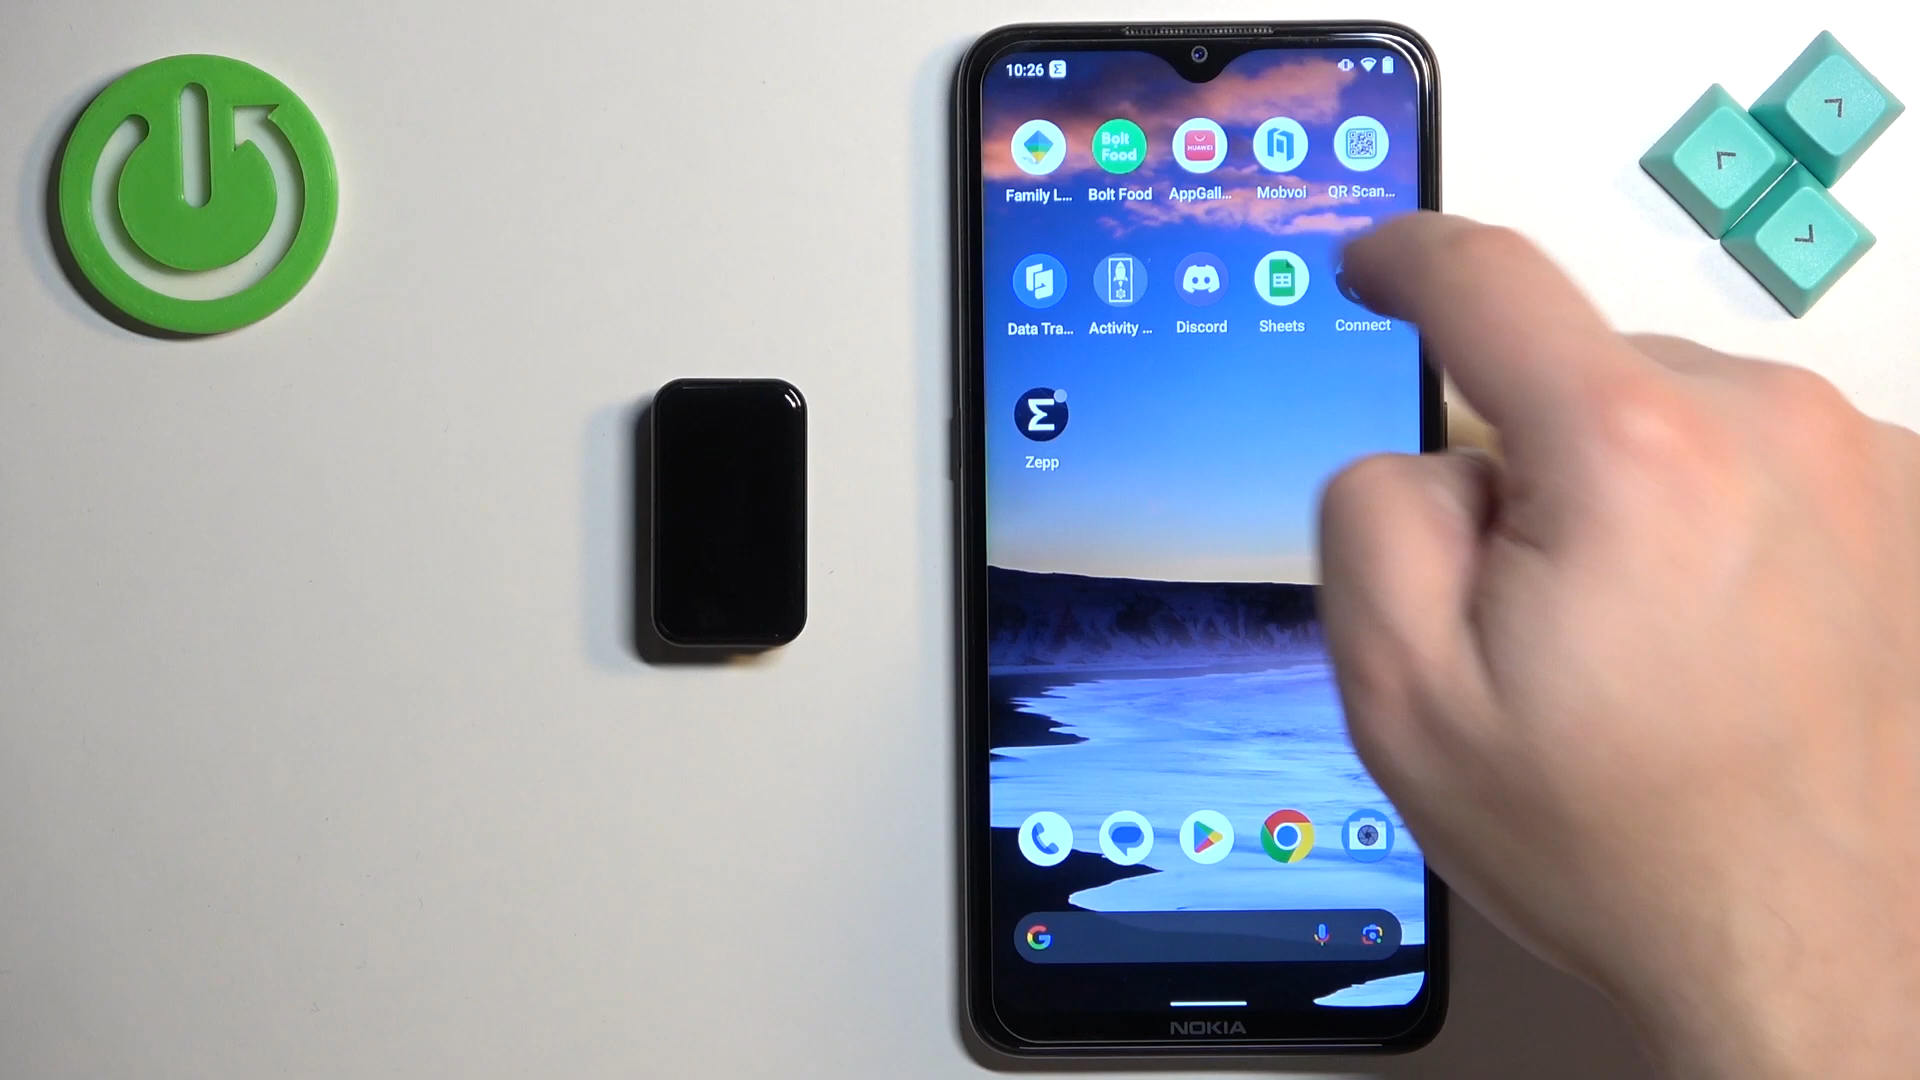 10:26
Bolt
Food
HUAWEI
Family L... Bolt Food AppGall... Mobvoi QR Scan...
Data Tra... Activity ... Discord Sheets Connect
Zepp
NOKIA